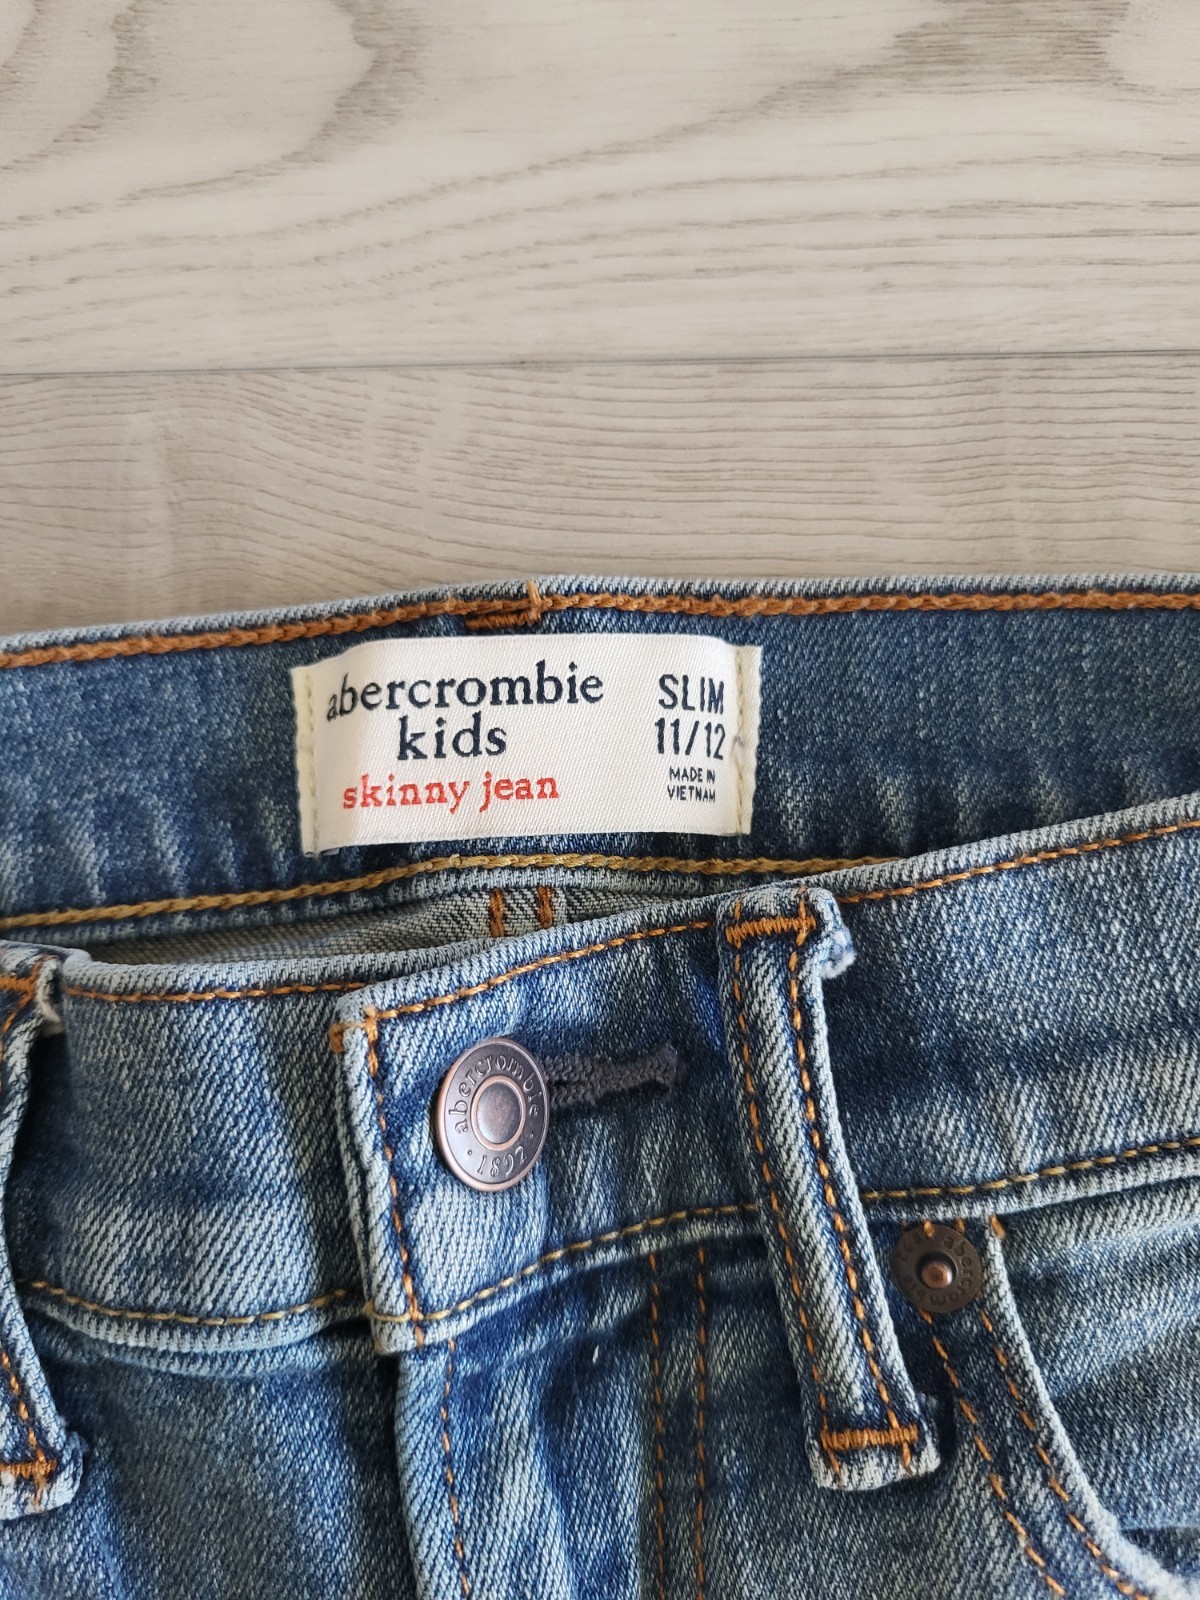 abercrombie
kids
skinny jean
SLIM
11/12
MADE IN
VIETNAM
abercrombie
· 1892 ·